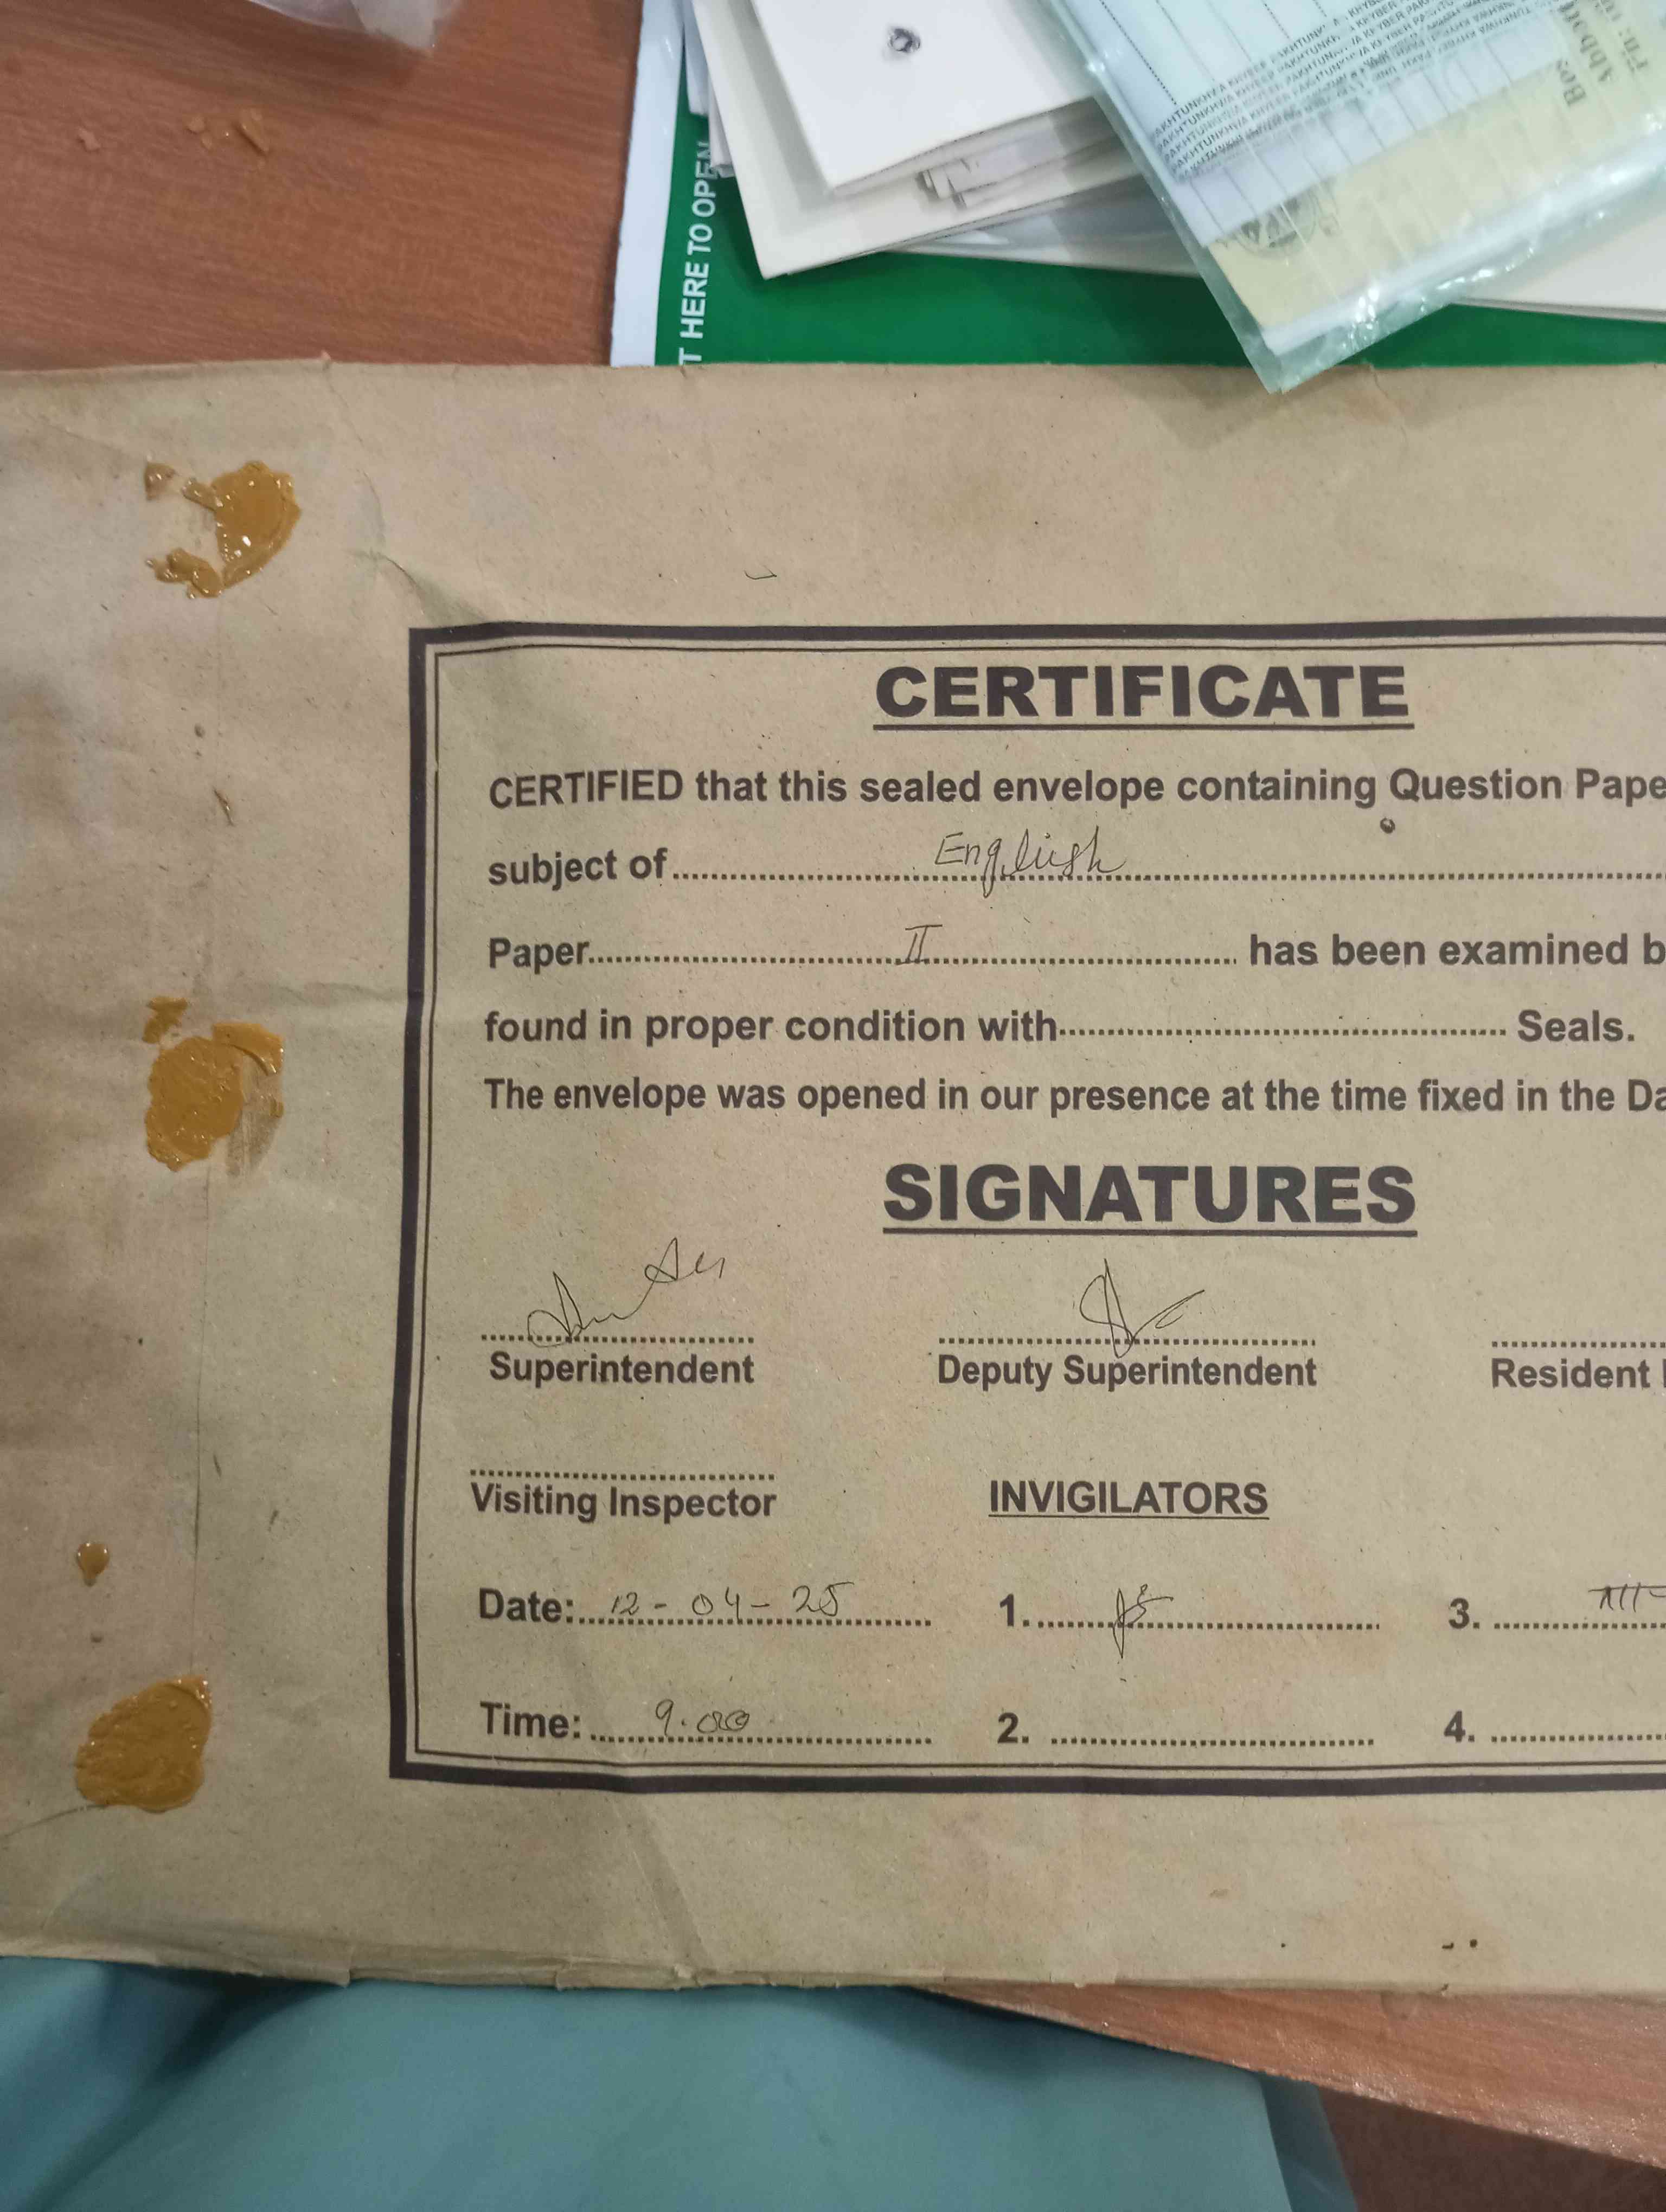 T HERE TO OPEN
CERTIFICATE
CERTIFIED that this sealed envelope containing Question Pape
subject of English
Paper II has been examined b
found in proper condition with Seals.
The envelope was opened in our presence at the time fixed in the Da
SIGNATURES
Superintendent Deputy Superintendent Resident
Visiting Inspector INVIGILATORS
Date: 12-04-25 1. 3.
Time: 9.00 2. 4.